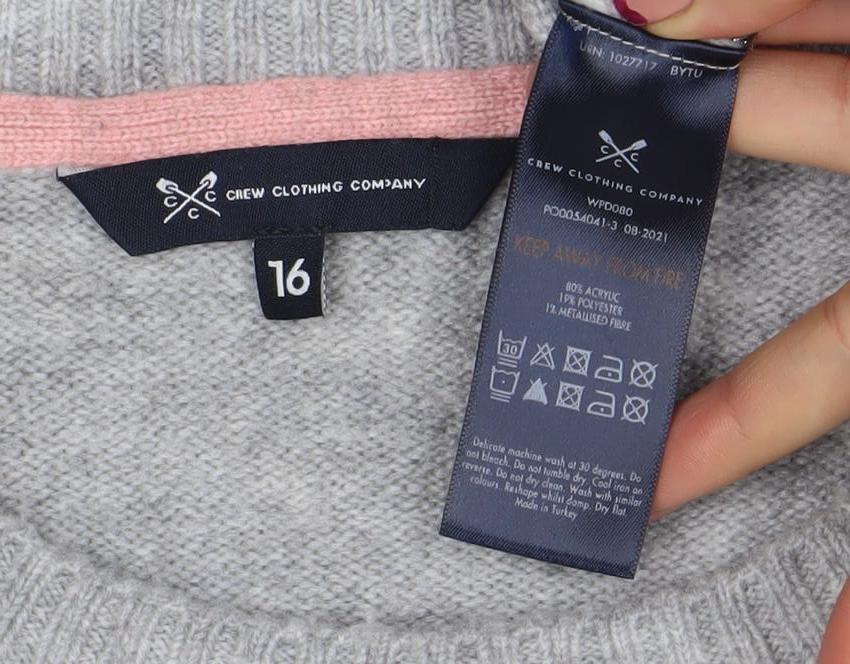 URN: 1027717 BYTU
C C
C
CREW CLOTHING COMPANY
WPD080
PO0054041-3 08-2021
KEEP AWAY FROM FIRE
80% ACRYLIC
19% POLYESTER
1% METALLISED FIBRE
30
Delicate machine wash at 30 degrees. Do
not bleach. Do not tumble dry. Cool iron on
reverse. Do not dry clean. Wash with similar
colours. Reshape whilst damp. Dry flat.
Made in Turkey
C C
C
CREW CLOTHING COMPANY
16